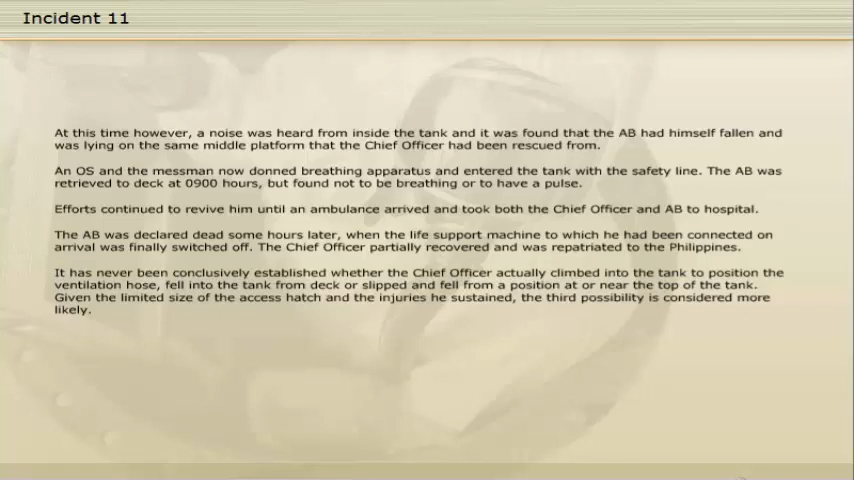 Incident 11
At this time however, a noise was heard from inside the tank and it was found that the AB had himself fallen and
was lying on the same middle platform that the Chief Officer had been rescued from.
An OS and the messman now donned breathing apparatus and entered the tank with the safety line. The AB was
retrieved to deck at 0900 hours, but found not to be breathing or to have a pulse.
Efforts continued to revive him until an ambulance arrived and took both the Chief Officer and AB to hospital.
The AB was declared dead some hours later, when the life support machine to which he had been connected on
arrival was finally switched off. The Chief Officer partially recovered and was repatriated to the Philippines.
It has never been conclusively established whether the Chief Officer actually climbed into the tank to position the
ventilation hose, fell into the tank from deck or slipped and fell from a position at or near the top of the tank.
Given the limited size of the access hatch and the injuries he sustained, the third possibility is considered more
likely.